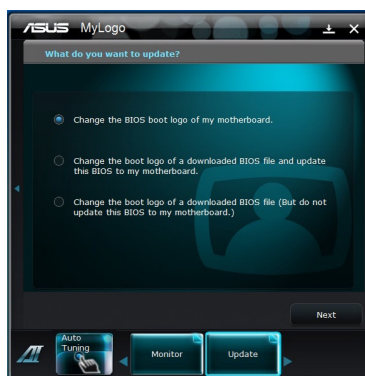 ASUS MyLogo
What do you want to update?
Change the BIOS boot logo of my motherboard.
Change the boot logo of a downloaded BIOS file and update
this BIOS to my motherboard.
Change the boot logo of a downloaded BIOS file (But do not
update this BIOS to my motherboard.)
Next
Auto
Tuning
Monitor
Update